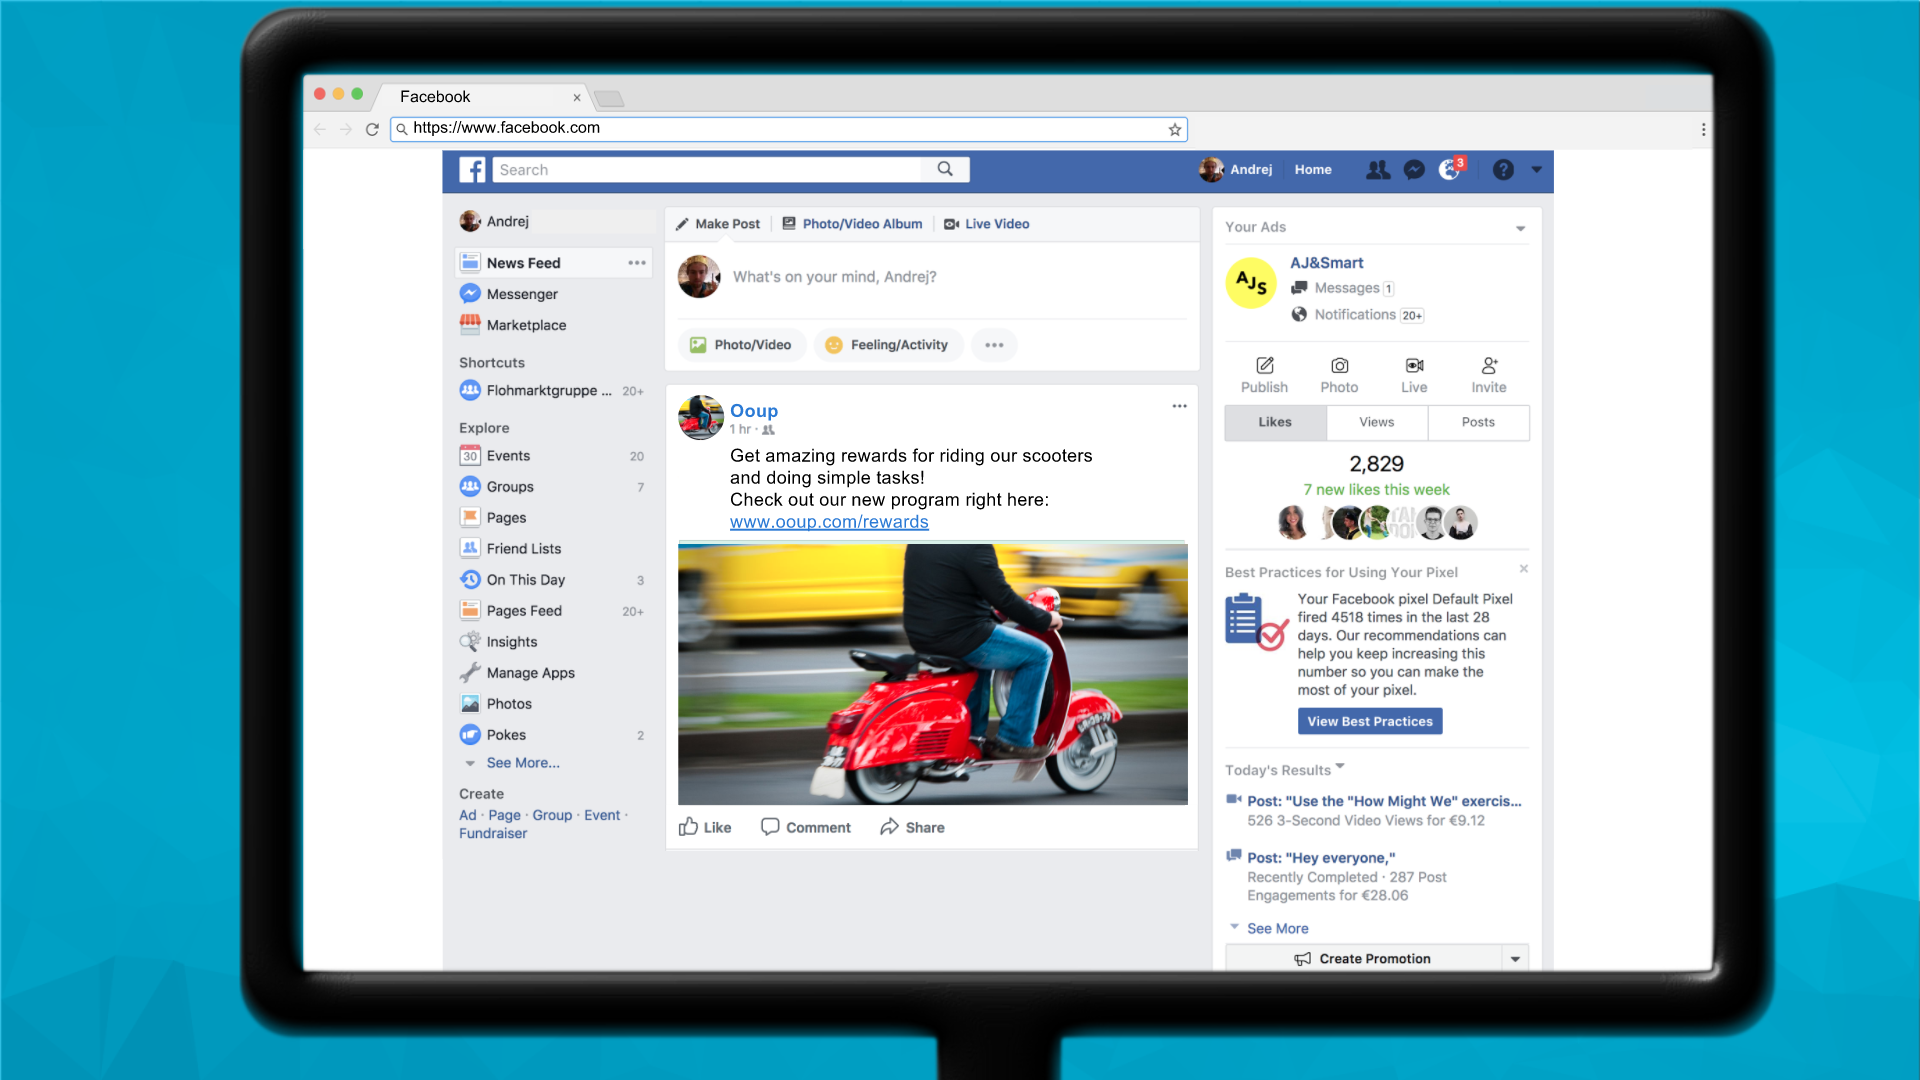 Facebook
https://www.facebook.com
Search
Andrej
Home
3
Andrej
News Feed
Messenger
Marketplace
Shortcuts
Flohmarktgruppe ... 20+
Explore
30 Events 20
Groups 7
Pages
Friend Lists
On This Day 3
Pages Feed 20+
Insights
Manage Apps
Photos
Pokes 2
See More...
Create
Ad · Page · Group · Event ·
Fundraiser
Make Post
Photo/Video Album
Live Video
What's on your mind, Andrej?
Photo/Video
Feeling/Activity
Ooup
1 hr ·
Get amazing rewards for riding our scooters
and doing simple tasks!
Check out our new program right here:
www.ooup.com/rewards
Like
Comment
Share
Your Ads
AJS
AJ&Smart
Messages 1
Notifications 20+
Publish
Photo
Live
Invite
Likes
Views
Posts
2,829
7 new likes this week
Best Practices for Using Your Pixel
Your Facebook pixel Default Pixel
fired 4518 times in the last 28
days. Our recommendations can
help you keep increasing this
number so you can make the
most of your pixel.
View Best Practices
Today's Results
Post: "Use the "How Might We" exercis...
526 3-Second Video Views for €9.12
Post: "Hey everyone,"
Recently Completed · 287 Post
Engagements for €28.06
See More
Create Promotion